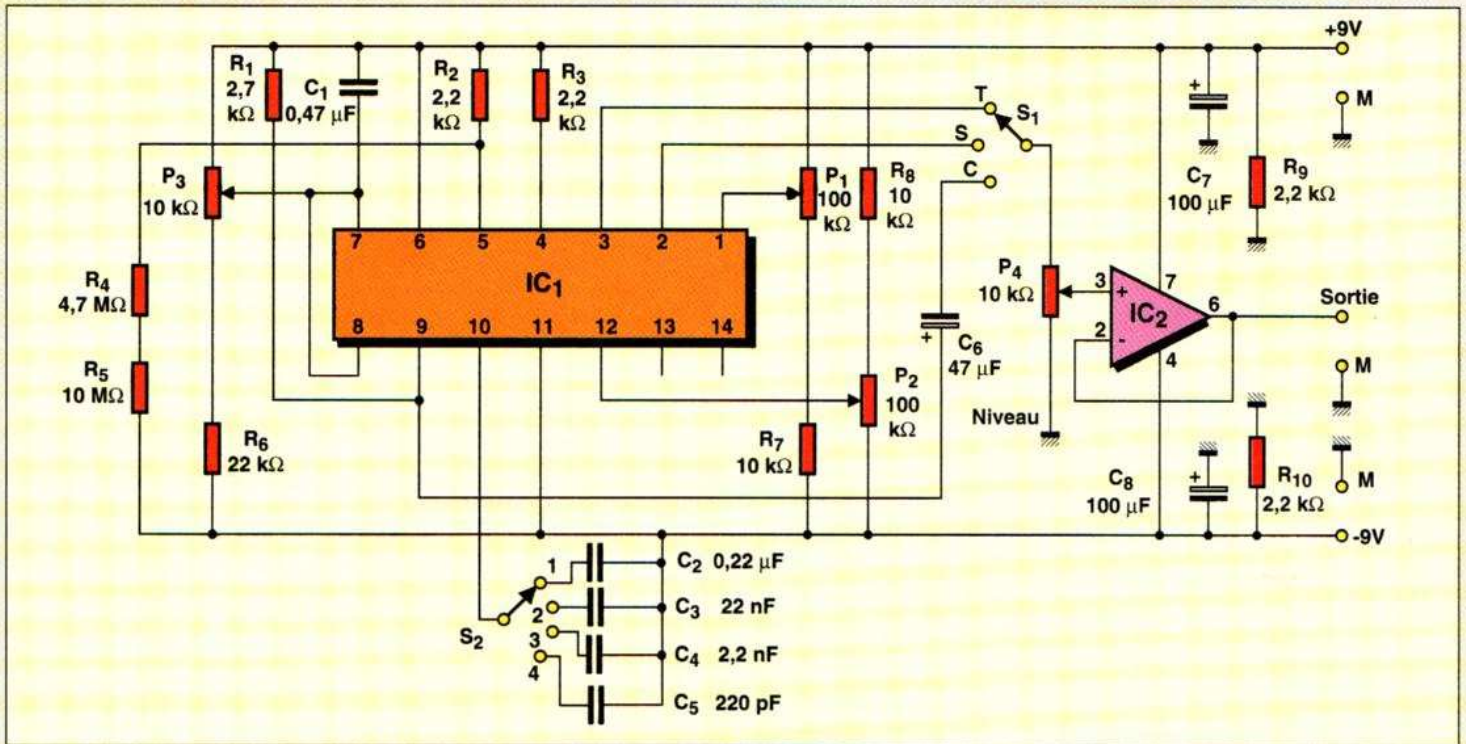 +9V
R1
2,7
kΩ
C1
0,47 µF
R2
2,2
kΩ
R3
2,2
kΩ
T
S1
S
C
M
P3
10 kΩ
P1
100
kΩ
R8
10
kΩ
C7
100 µF
R9
2,2 kΩ
7 6 5 4 3 2 1
IC1
8 9 10 11 12 13 14
R4
4,7 MΩ
P4
10 kΩ
3
+
2
-
7
IC2
6
4
Sortie
C6
+
47 µF
R5
10 MΩ
P2
100
kΩ
M
Niveau
R6
22 kΩ
R7
10 kΩ
C8
100 µF
+
+
R10
2,2 kΩ
M
-9V
S2
1
2
3
4
C2 0,22 µF
C3 22 nF
C4 2,2 nF
C5 220 pF